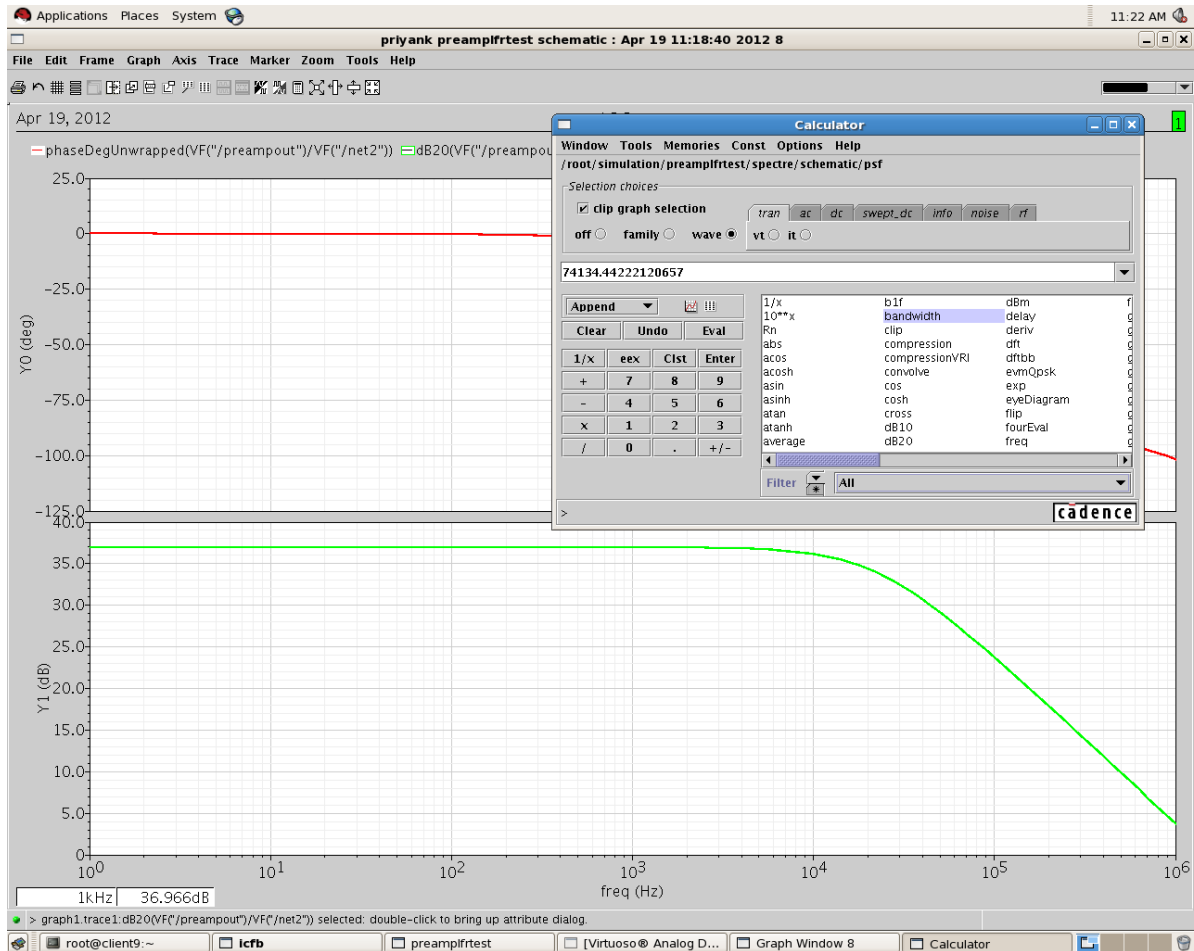 Applications Places System 11:22 AM
priyank preamplfrtest schematic : Apr 19 11:18:40 2012 8
File Edit Frame Graph Axis Trace Marker Zoom Tools Help
Apr 19, 2012
1
phaseDegUnwrapped(VF("/preampout")/VF("/net2")) dB20(VF("/preampou
25.0
0
-25.0
-50.0
-75.0
-100.0
-125.0
Y0 (deg)
40.0
35.0
30.0
25.0
20.0
15.0
10.0
5.0
0
Y1 (dB)
10^0 10^1 10^2 10^3 10^4 10^5 10^6
freq (Hz)
1kHz 36.966dB
> graph1.trace1:dB20(VF("/preampout")/VF("/net2")) selected: double-click to bring up attribute dialog.
Calculator
Window Tools Memories Const Options Help
/root/simulation/preamplfrtest/spectre/schematic/psf
Selection choices
clip graph selection
off family wave
tran ac dc swept_dc info noise rf
vt it
74134.44222120657
Append
Clear Undo Eval
1/x eex Clst Enter
+ 7 8 9
- 4 5 6
x 1 2 3
/ 0 . +/-
1/x b1f dBm f
10**x bandwidth delay
Rn clip deriv
abs compression dft
acos compressionVRI dftbb
acosh convolve evmQpsk
asin cos exp
asinh cosh eyeDiagram
atan cross flip
atanh dB10 fourEval
average dB20 freq
Filter All
>
cādence
root@client9:~ icfb preamplfrtest [Virtuoso® Analog D... Graph Window 8 Calculator